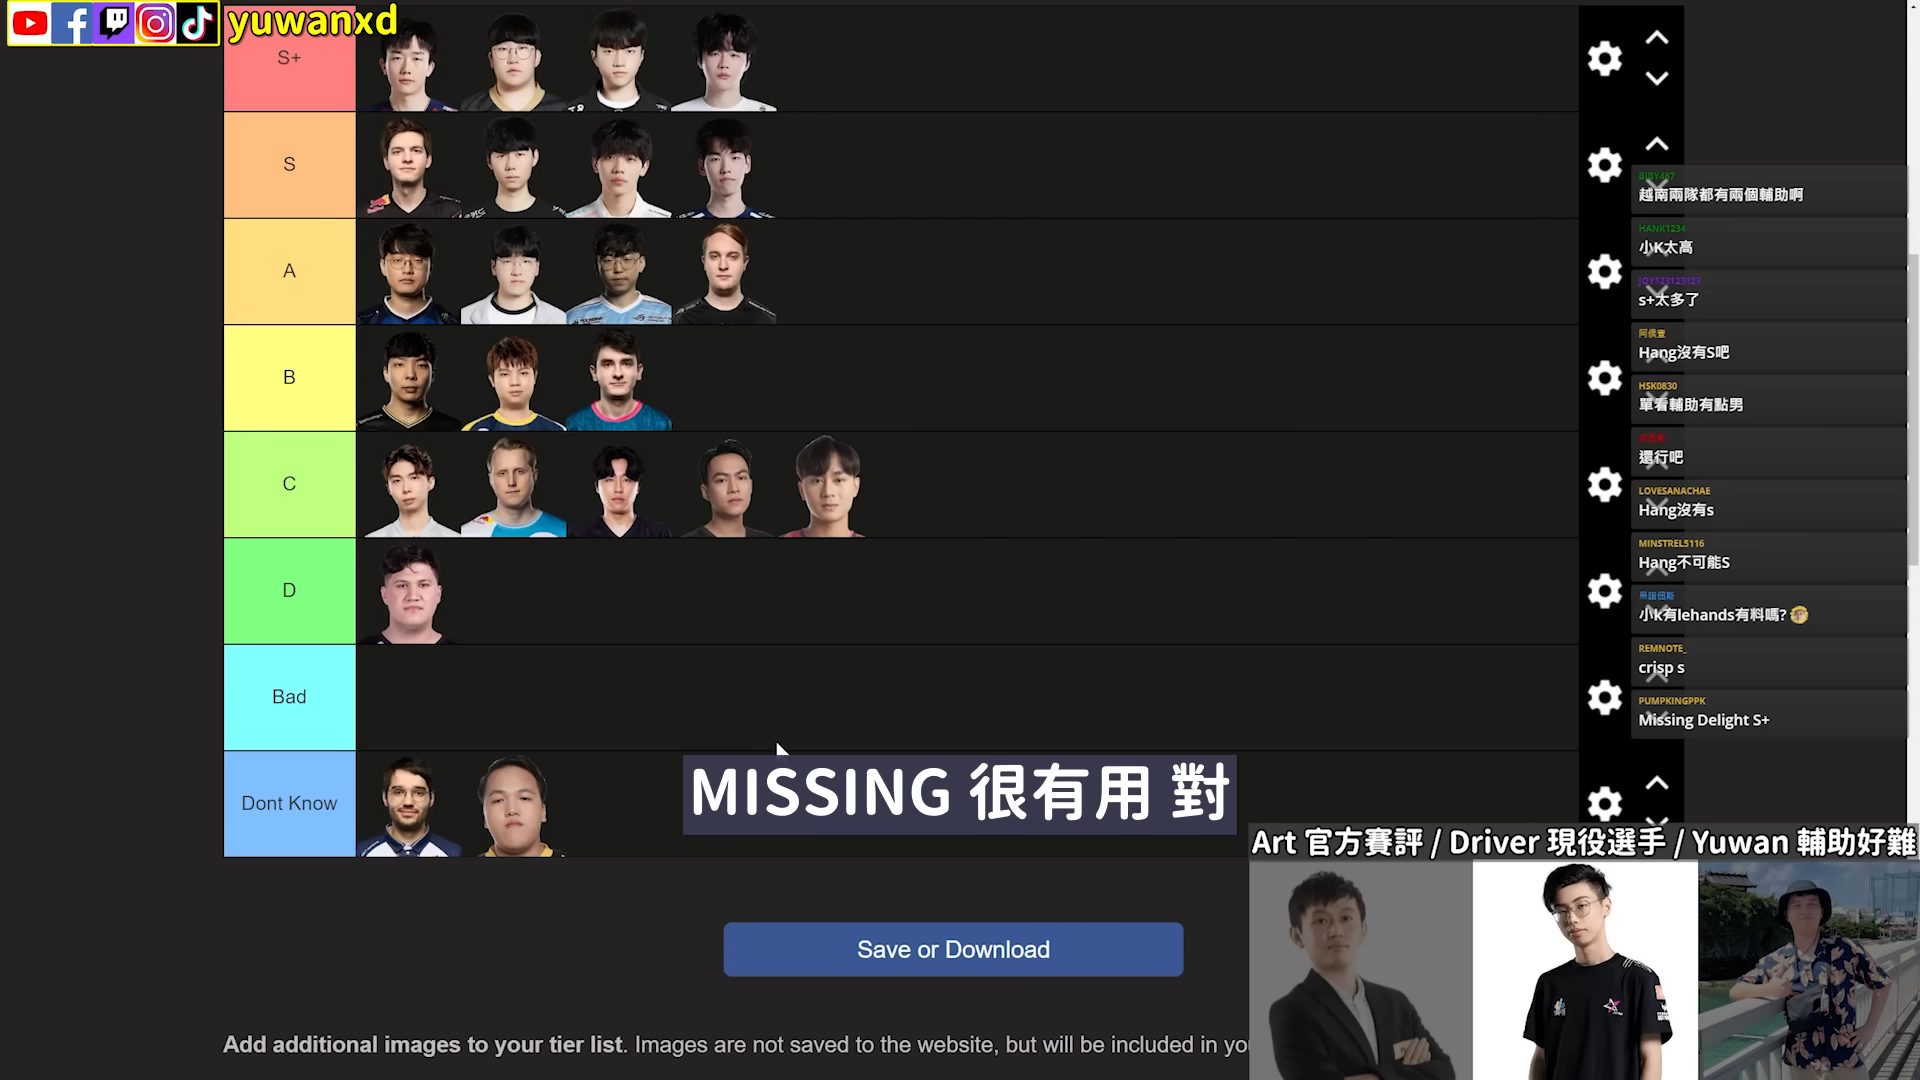 yuwanxd
S+
S
A
B
C
D
Bad
Dont Know
BIBY487
越南兩隊都有兩個輔助啊
HANK1234
小K太高
JOY123123123
s+太多了
Hang沒有S吧
HSK0830
單看輔助有點男
還行吧
LOVESANACHAE
Hang沒有s
MINSTREL5116
Hang不可能S
小k有lehands有料嗎?
REMNOTE_
crisp s
PUMPKINGPPK
Missing Delight S+
MISSING 很有用 對
Art 官方賽評 / Driver 現役選手 / Yuwan 輔助好難
Save or Download
Add additional images to your tier list. Images are not saved to the website, but will be included in yo